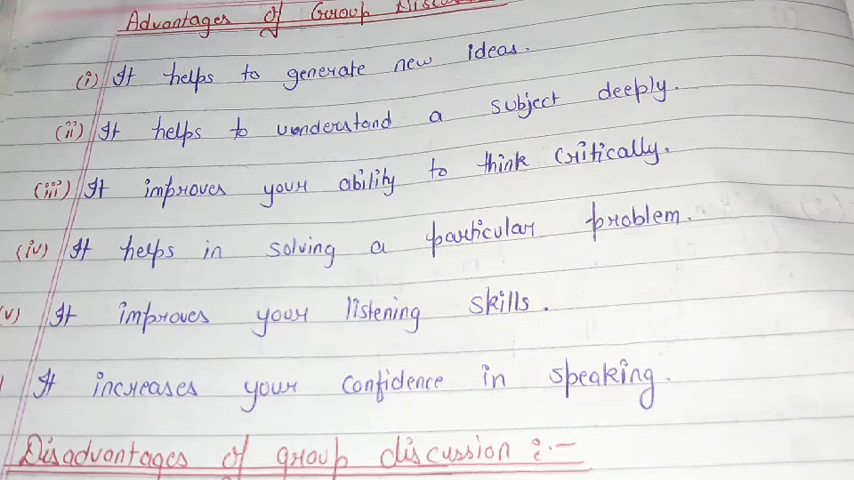 Advantages of Group
(i) It helps to generate new ideas.
(ii) It helps to understand a subject deeply.
(iii) It improves your ability to think critically.
(iv) It helps in solving a particular problem.
(v) It improves your listening skills.
It increases your confidence in speaking.
Disadvantages of group discussion :-